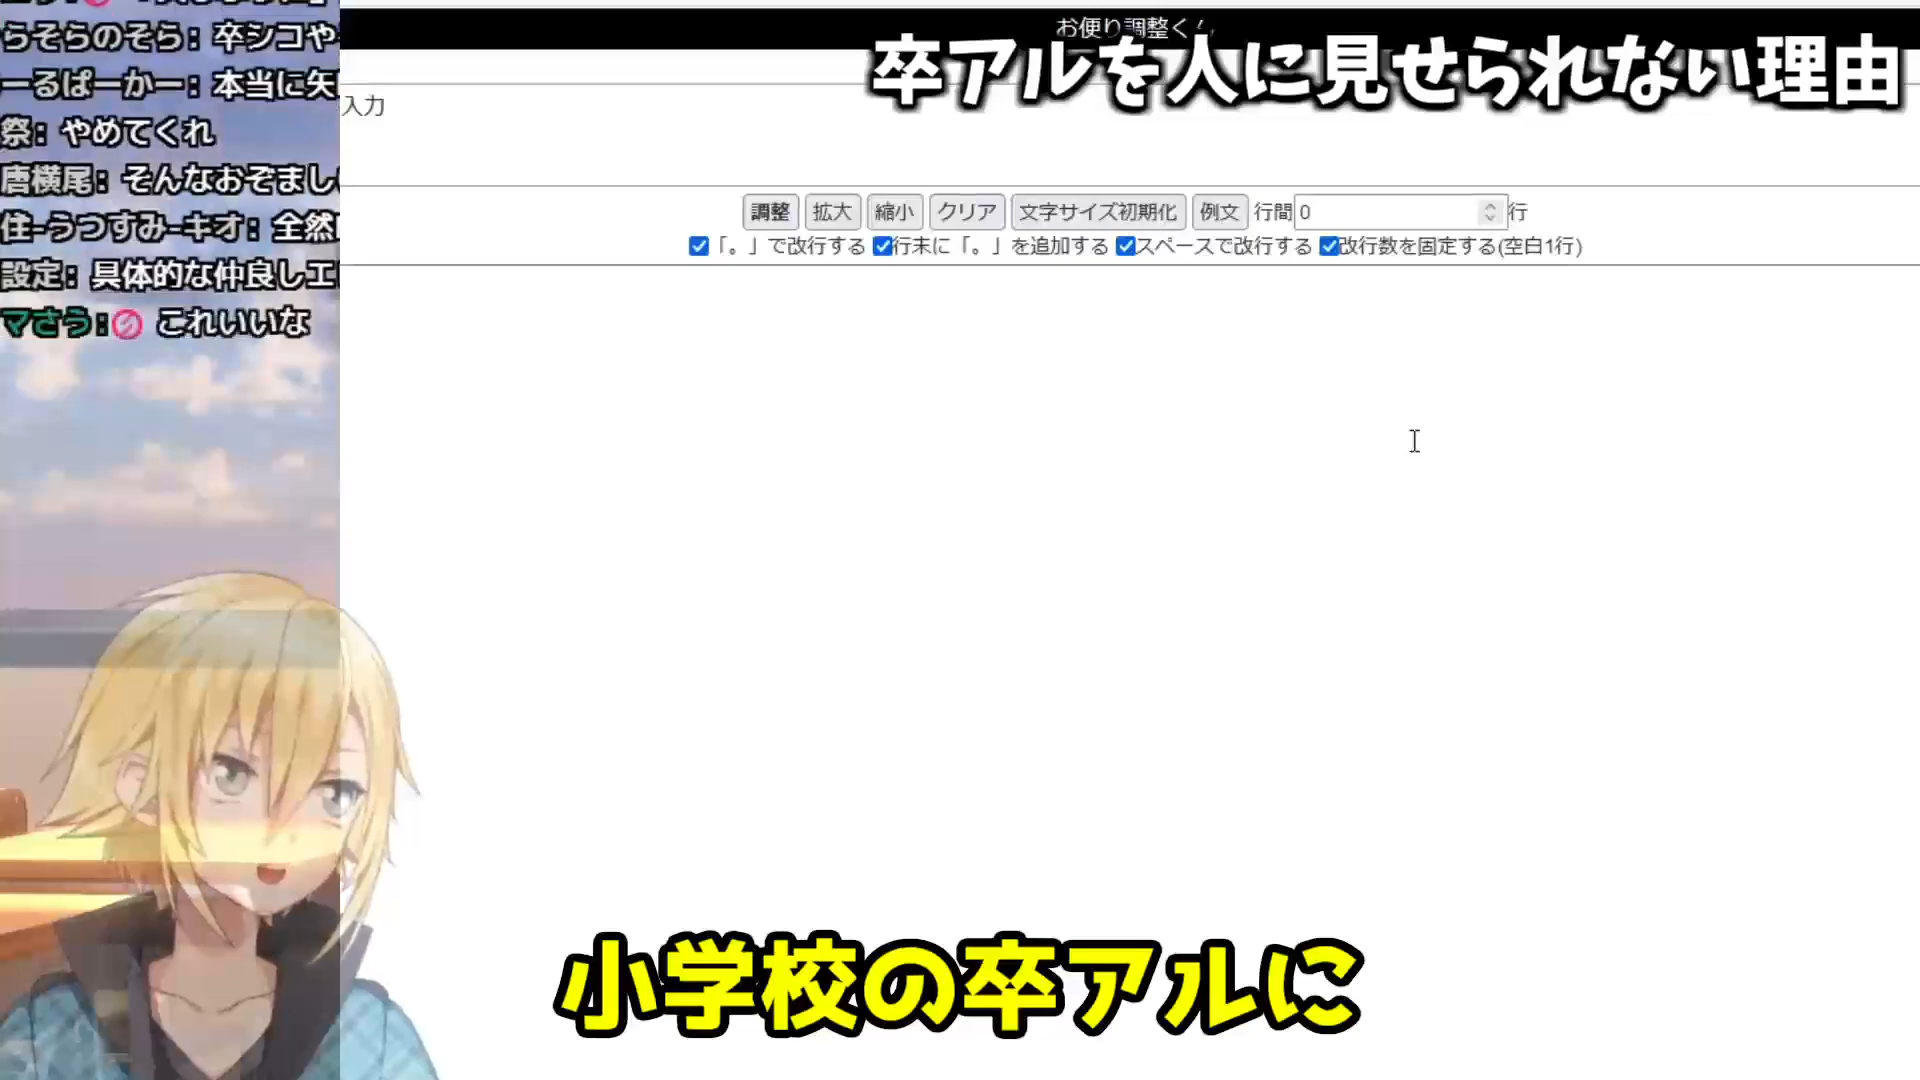 お便り調整くん
卒アルを人に見せられない理由
らそらのそら: 卒シコや
ーるぱーかー: 本当に矢
祭: やめてくれ
唐横尾: そんなおぞまし
住-うつすみ-キオ: 全然
設定: 具体的な仲良しエ
マさう: これいいな
入力
調整 拡大 縮小 クリア 文字サイズ初期化 例文 行間 0 行
「。」で改行する 行末に「。」を追加する スペースで改行する 改行数を固定する(空白1行)
小学校の卒アルに